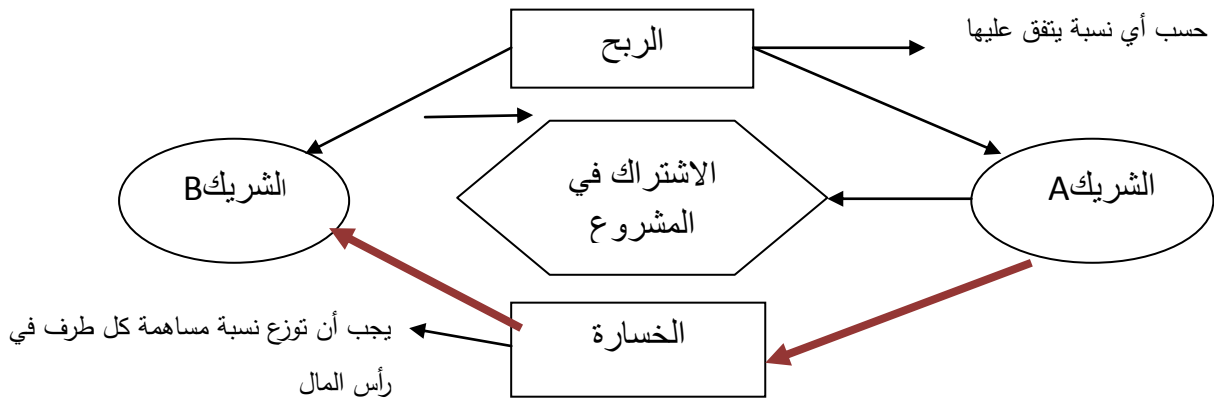 حسب أي نسبة يتفق عليها
الربح
الشريكA
الاشتراك في
المشروع
الشريكB
الخسارة
يجب أن توزع نسبة مساهمة كل طرف في
رأس المال